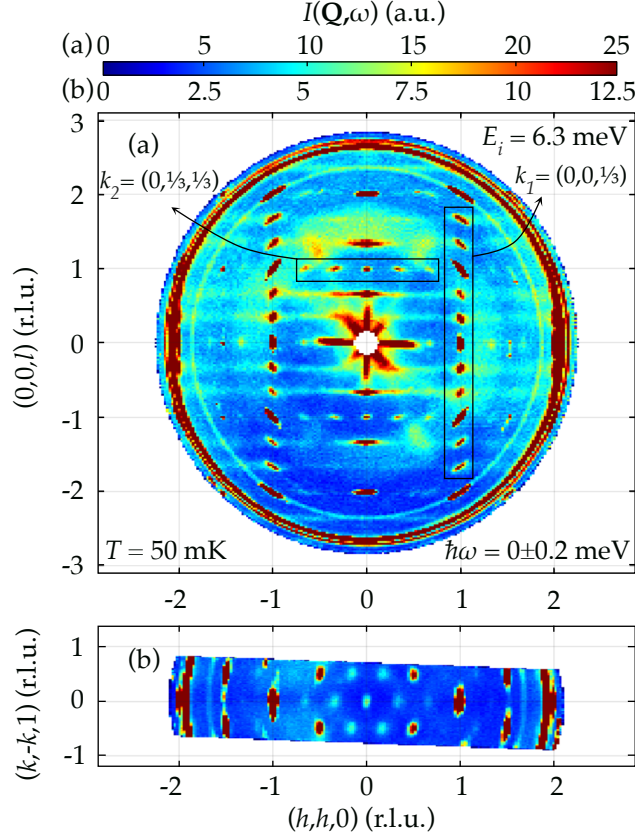 I(Q,ω) (a.u.)
(a) 0 5 10 15 20 25
(b) 0 2.5 5 7.5 10 12.5
(a)
E_i = 6.3 meV
k_2 = (0,⅓,⅓)
k_1 = (0,0,⅓)
3
2
1
0
-1
-2
-3
(0,0,l) (r.l.u.)
T = 50 mK
ħω = 0±0.2 meV
-2 -1 0 1 2
(b)
1
0
-1
(k,-k,1) (r.l.u.)
-2 -1 0 1 2
(h,h,0) (r.l.u.)